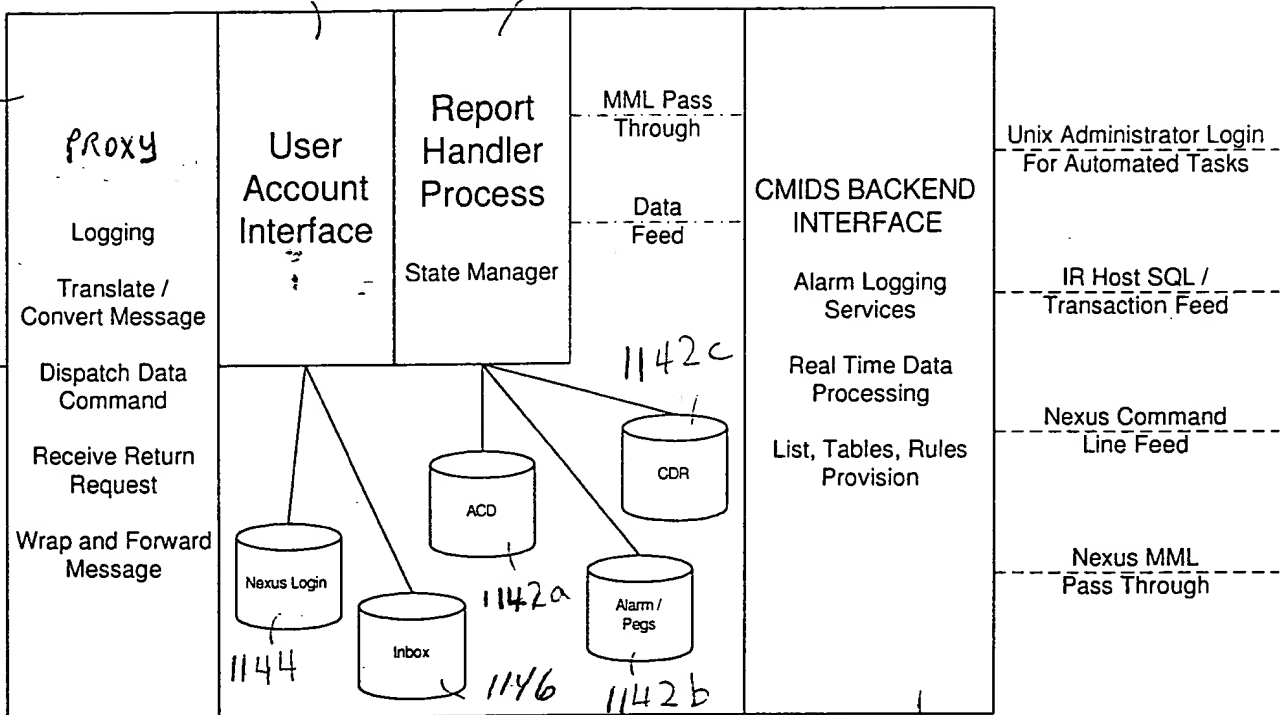 PROXY
Logging
Translate /
Convert Message
Dispatch Data
Command
Receive Return
Request
Wrap and Forward
Message
User
Account
Interface
Report
Handler
Process
State Manager
MML Pass
Through
Data
Feed
CMIDS BACKEND
INTERFACE
Alarm Logging
Services
Real Time Data
Processing
List, Tables, Rules
Provision
Unix Administrator Login
For Automated Tasks
IR Host SQL /
Transaction Feed
Nexus Command
Line Feed
Nexus MML
Pass Through
Nexus Login
1144
Inbox
1146
ACD
1142a
Alarm /
Pegs
1142b
CDR
1142c